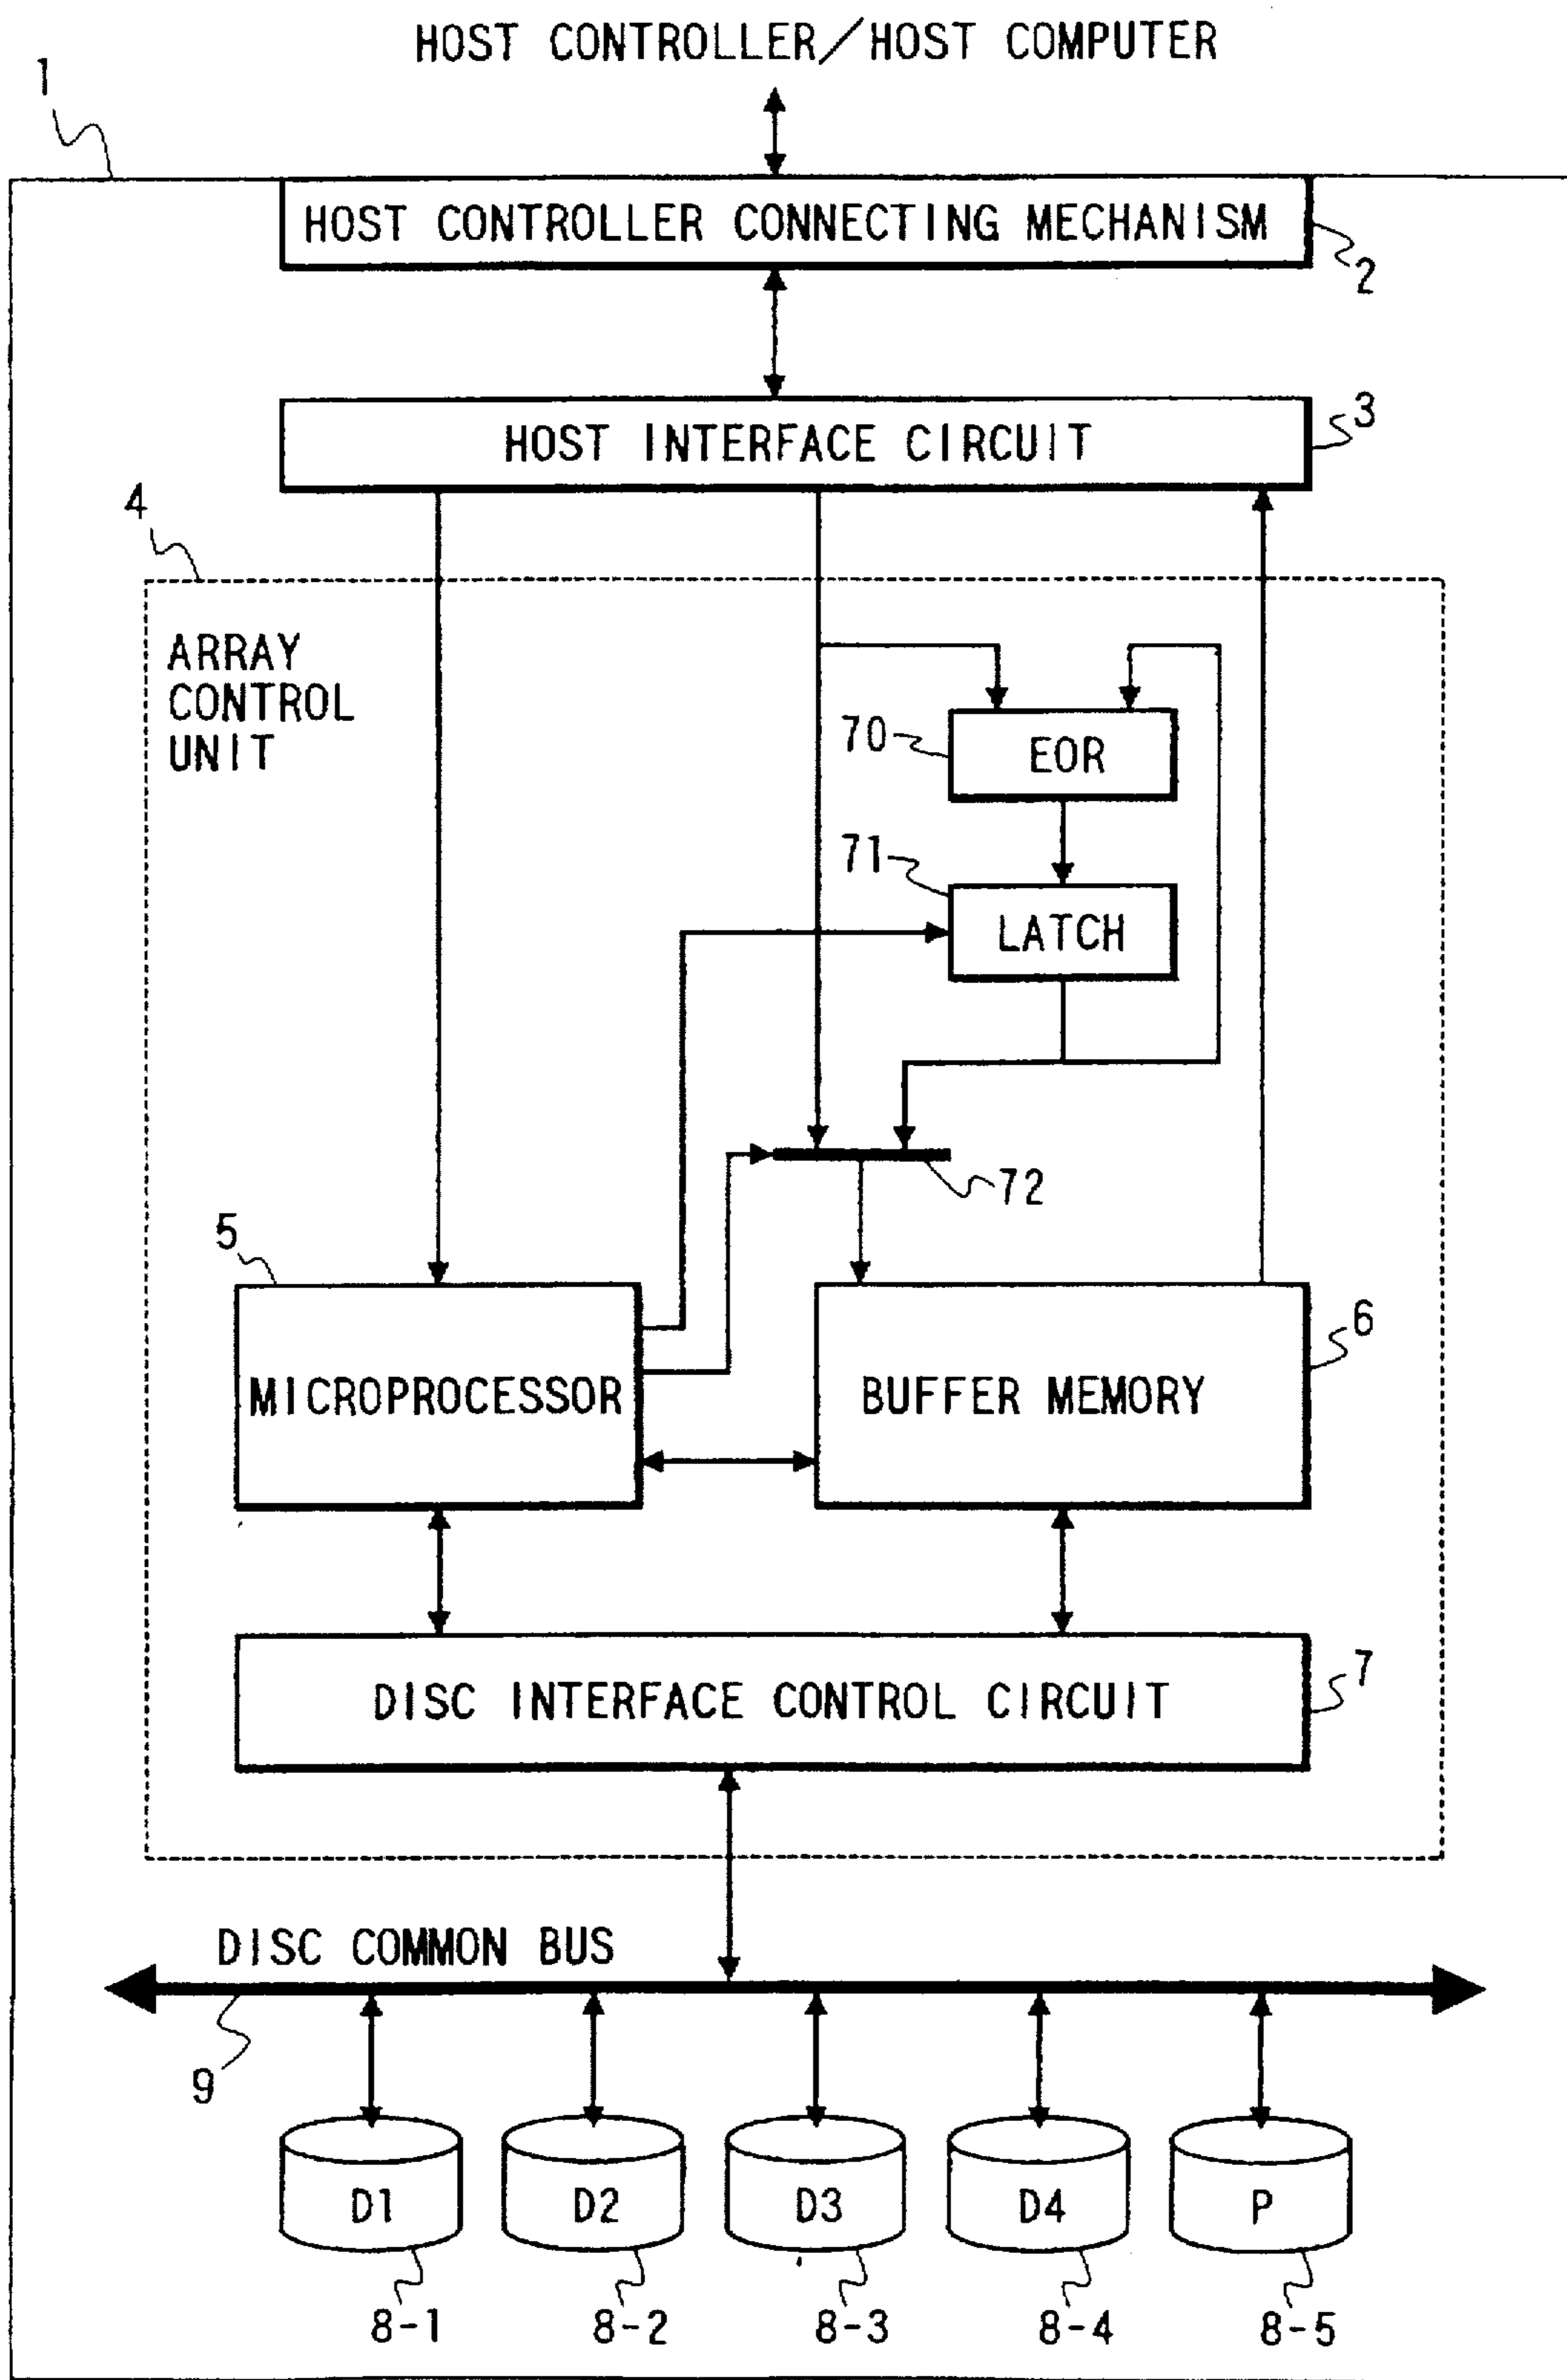 HOST CONTROLLER/HOST COMPUTER
1
HOST CONTROLLER CONNECTING MECHANISM
2
HOST INTERFACE CIRCUIT
3
4
ARRAY
CONTROL
UNIT
70
EOR
71
LATCH
72
5
MICROPROCESSOR
BUFFER MEMORY
6
DISC INTERFACE CONTROL CIRCUIT
7
DISC COMMON BUS
9
D1
D2
D3
D4
P
8-1
8-2
8-3
8-4
8-5